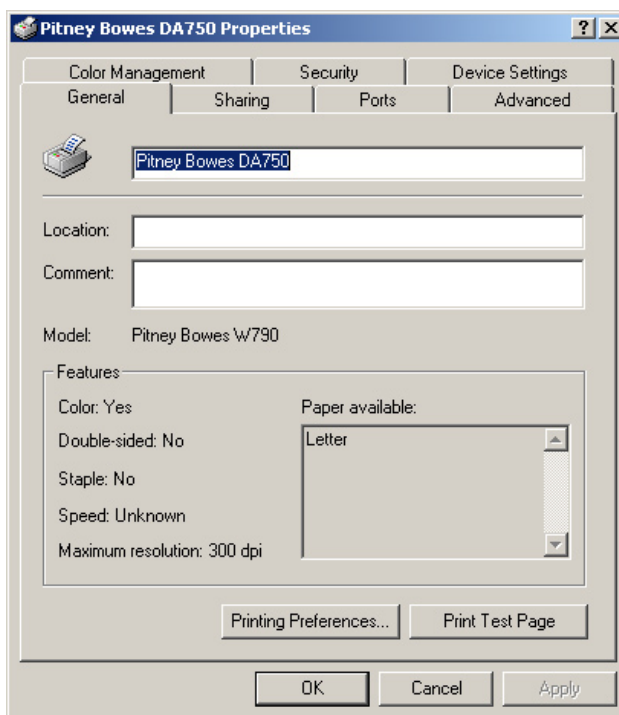 Pitney Bowes DA750 Properties
Color Management Security Device Settings
General Sharing Ports Advanced
Pitney Bowes DA750
Location:
Comment:
Model: Pitney Bowes W790
Features
Color: Yes Paper available:
Double-sided: No Letter
Staple: No
Speed: Unknown
Maximum resolution: 300 dpi
Printing Preferences... Print Test Page
OK Cancel Apply